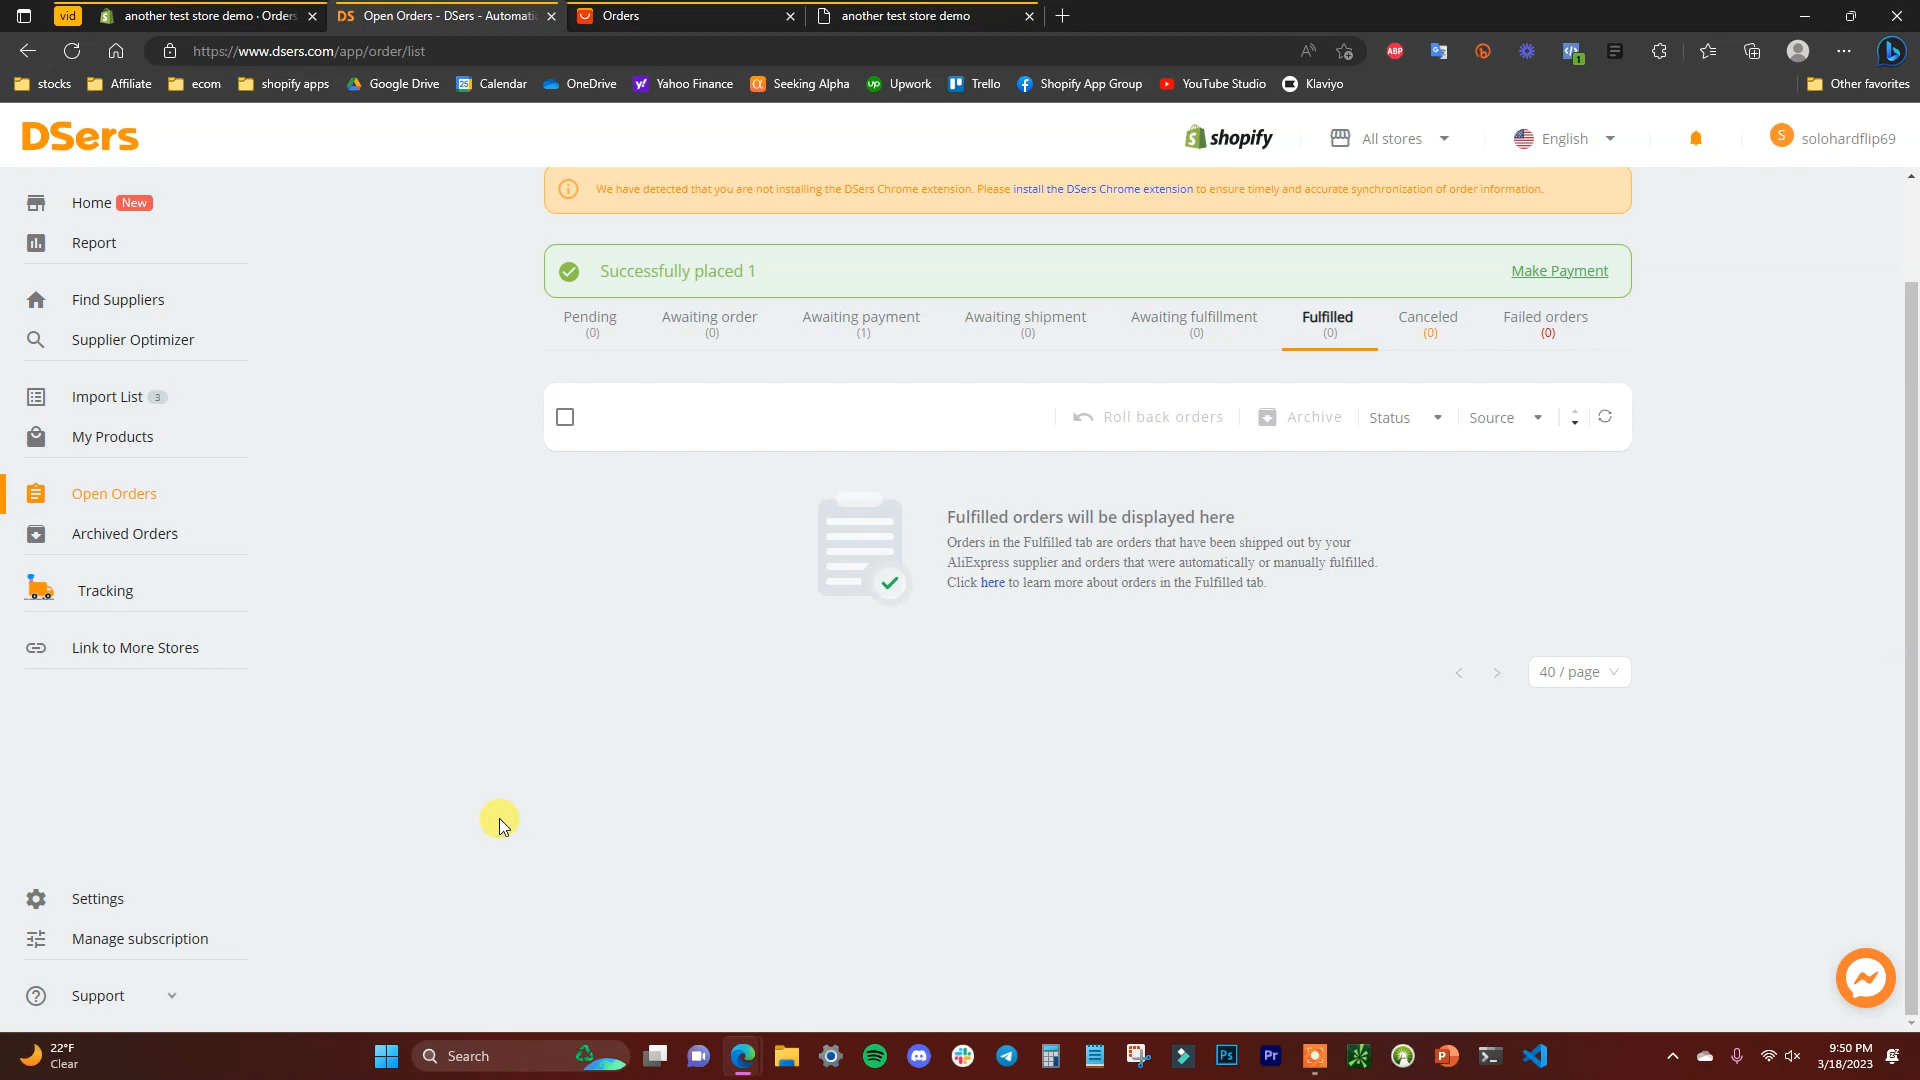 vid
another test store demo · Orders
DS Open Orders - DSers - Automatic
Orders
another test store demo
https://www.dsers.com/app/order/list
ABP
1
stocks
Affiliate
ecom
shopify apps
Google Drive
25 Calendar
OneDrive
Yahoo Finance
Seeking Alpha
up Upwork
Trello
Shopify App Group
YouTube Studio
Klaviyo
Other favorites
DSers
shopify
All stores
English
S
solohardflip69
Home New
Report
Find Suppliers
Supplier Optimizer
Import List 3
My Products
Open Orders
Archived Orders
Tracking
Link to More Stores
Settings
Manage subscription
Support
We have detected that you are not installing the DSers Chrome extension. Please install the DSers Chrome extension to ensure timely and accurate synchronization of order information.
Successfully placed 1
Make Payment
Pending (0)
Awaiting order (0)
Awaiting payment (1)
Awaiting shipment (0)
Awaiting fulfillment (0)
Fulfilled (0)
Canceled (0)
Failed orders (0)
Roll back orders
Archive
Status
Source
Fulfilled orders will be displayed here
Orders in the Fulfilled tab are orders that have been shipped out by your
AliExpress supplier and orders that were automatically or manually fulfilled.
Click here to learn more about orders in the Fulfilled tab.
40 / page
22°F
Clear
Search
Ps
Pr
9:50 PM
3/18/2023